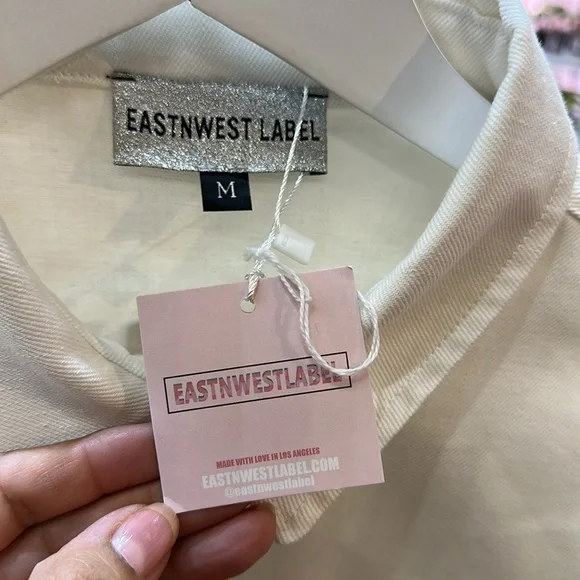 EASTNWEST LABEL
M
EASTNWESTLABEL
MADE WITH LOVE IN LOS ANGELES
EASTNWESTLABEL.COM
@eastnwestlabel